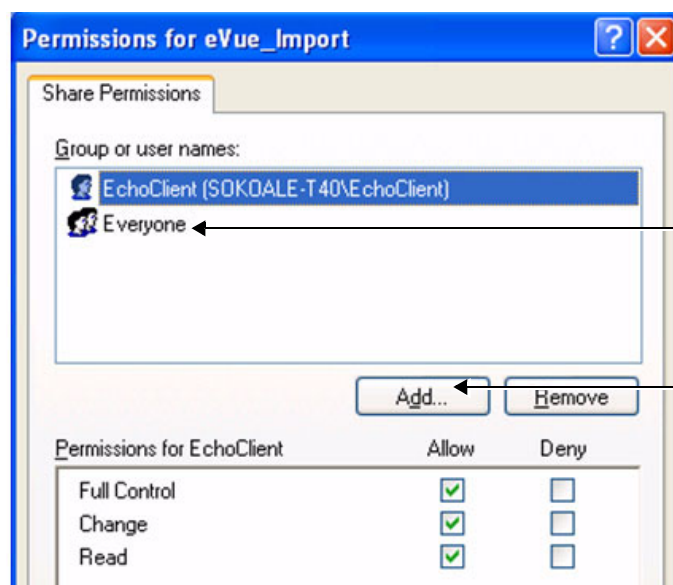 Permissions for eVue_Import
Share Permissions
Group or user names:
EchoClient (SOKOALE-T40\EchoClient)
Everyone
Add... Remove
Permissions for EchoClient Allow Deny
Full Control
Change
Read